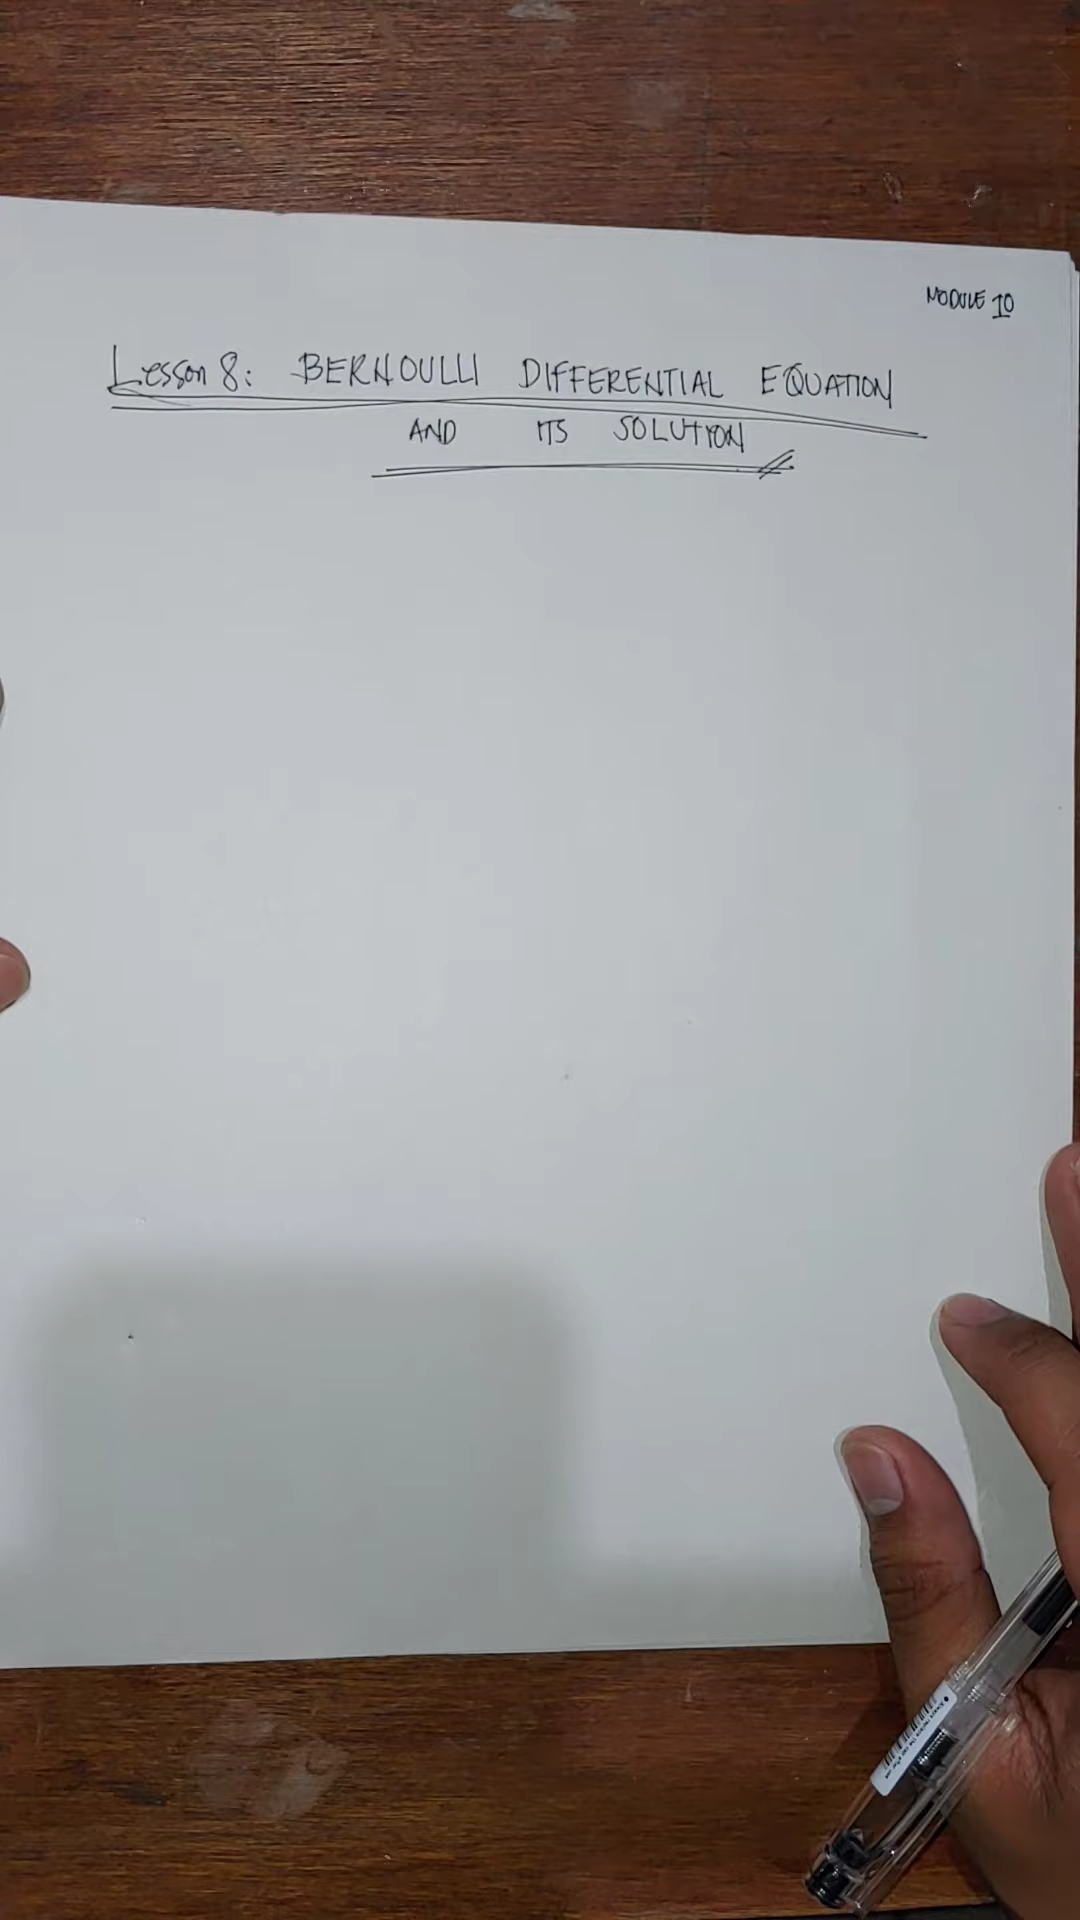 MODULE 10
Lesson 8: BERNOULLI DIFFERENTIAL EQUATION
AND ITS SOLUTION